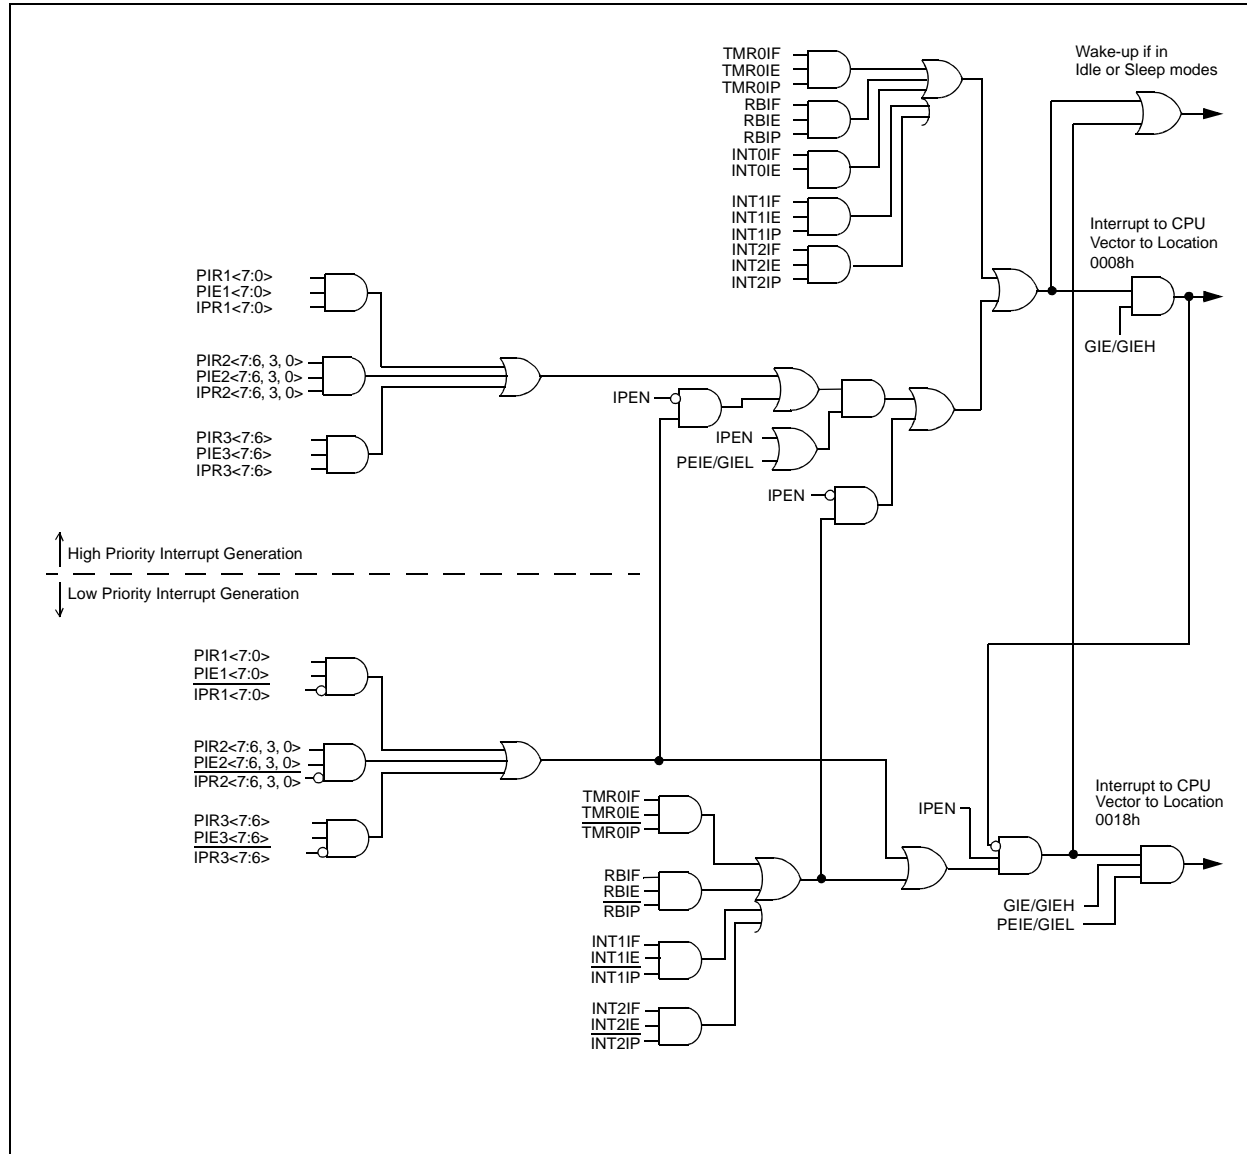 TMR0IF
TMR0IE
TMR0IP
RBIF
RBIE
RBIP
INT0IF
INT0IE
INT1IF
INT1IE
INT1IP
INT2IF
INT2IE
INT2IP
Wake-up if in
Idle or Sleep modes
Interrupt to CPU
Vector to Location
0008h
GIE/GIEH
PIR1<7:0>
PIE1<7:0>
IPR1<7:0>
PIR2<7:6, 3, 0>
PIE2<7:6, 3, 0>
IPR2<7:6, 3, 0>
PIR3<7:6>
PIE3<7:6>
IPR3<7:6>
IPEN
IPEN
PEIE/GIEL
IPEN
High Priority Interrupt Generation
Low Priority Interrupt Generation
PIR1<7:0>
PIE1<7:0>
IPR1<7:0>
PIR2<7:6, 3, 0>
PIE2<7:6, 3, 0>
IPR2<7:6, 3, 0>
PIR3<7:6>
PIE3<7:6>
IPR3<7:6>
TMR0IF
TMR0IE
TMR0IP
RBIF
RBIE
RBIP
INT1IF
INT1IE
INT1IP
INT2IF
INT2IE
INT2IP
IPEN
Interrupt to CPU
Vector to Location
0018h
GIE/GIEH
PEIE/GIEL